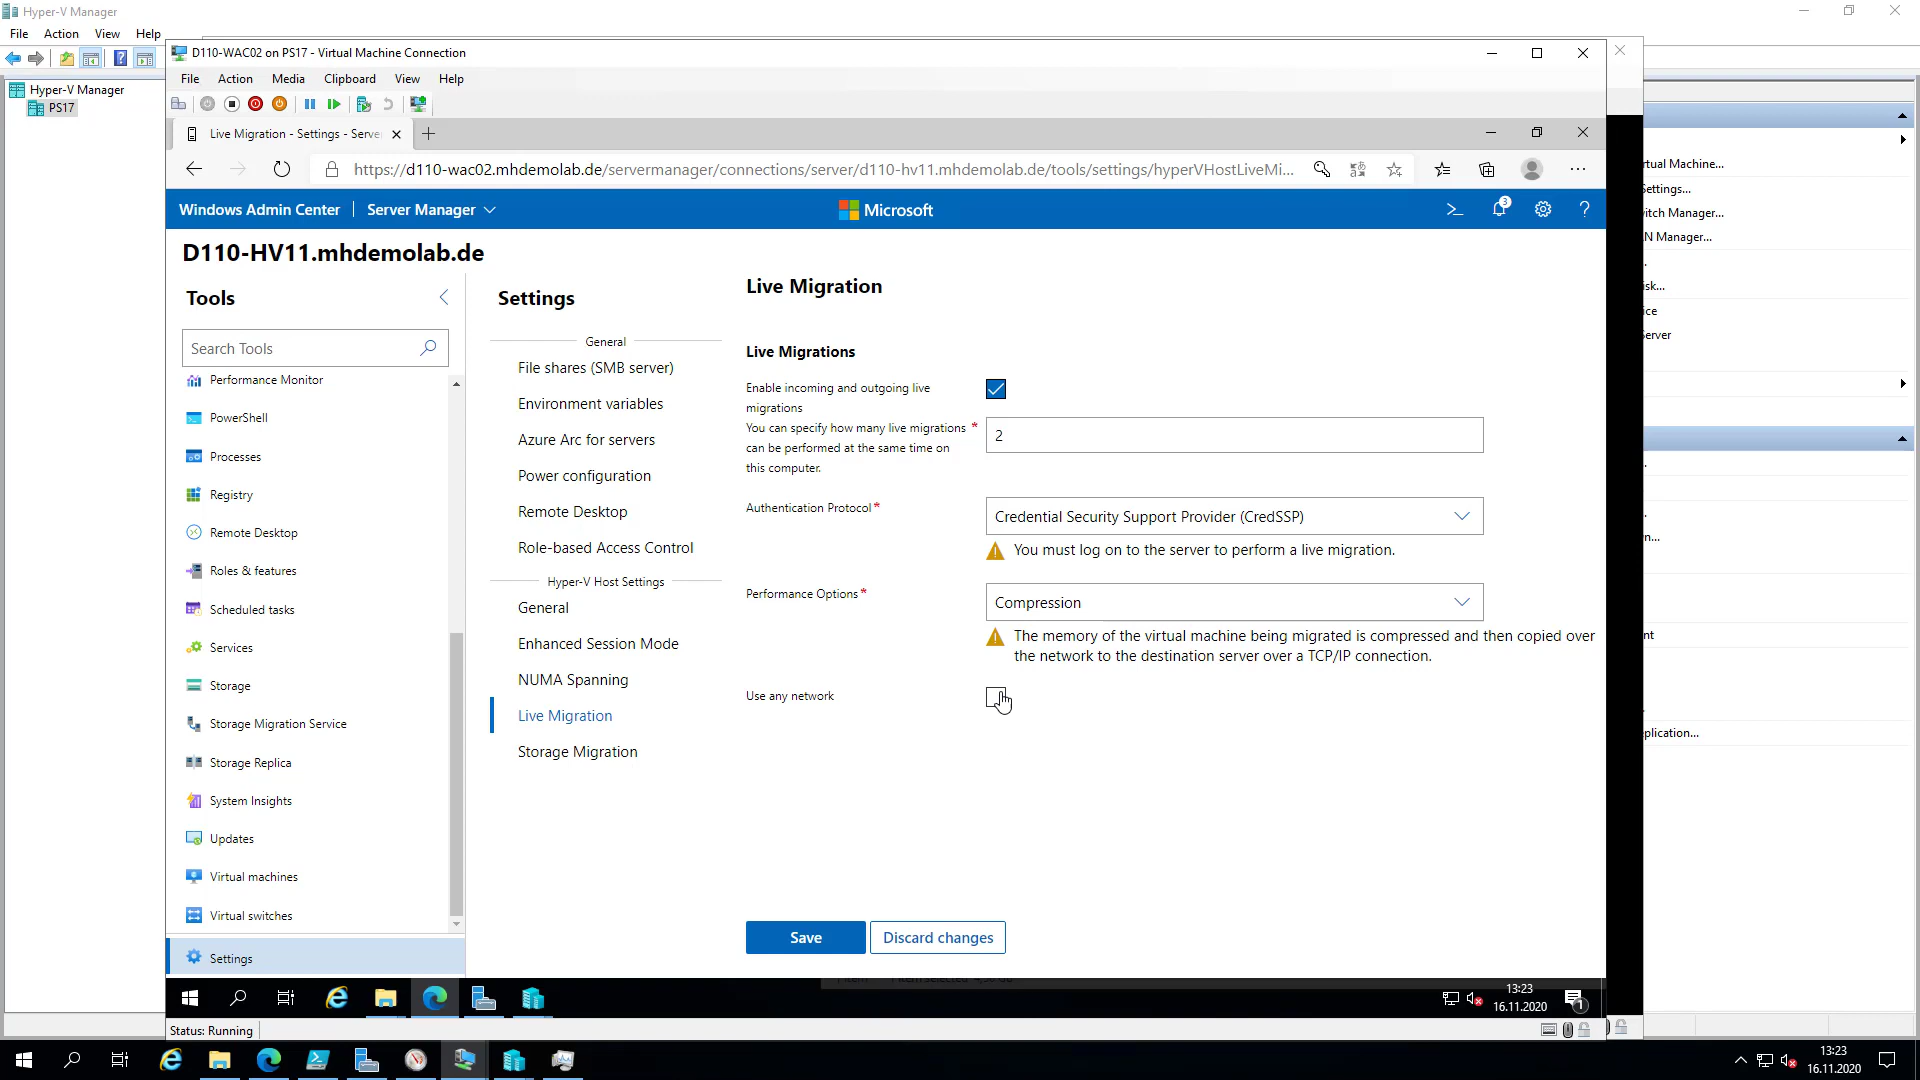 Hyper-V Manager
File Action View Help
Hyper-V Manager
PS17
D110-WAC02 on PS17 - Virtual Machine Connection
File Action Media Clipboard View Help
Live Migration - Settings - Serve
https://d110-wac02.mhdemolab.de/servermanager/connections/server/d110-hv11.mhdemolab.de/tools/settings/hyperVHostLiveMi...
Windows Admin Center
Server Manager
Microsoft
3
?
D110-HV11.mhdemolab.de
Tools
Search Tools
Performance Monitor
PowerShell
Processes
Registry
Remote Desktop
Roles & features
Scheduled tasks
Services
Storage
Storage Migration Service
Storage Replica
System Insights
Updates
Virtual machines
Virtual switches
Settings
Settings
General
File shares (SMB server)
Environment variables
Azure Arc for servers
Power configuration
Remote Desktop
Role-based Access Control
Hyper-V Host Settings
General
Enhanced Session Mode
NUMA Spanning
Live Migration
Storage Migration
Live Migration
Live Migrations
Enable incoming and outgoing live
migrations
You can specify how many live migrations *
can be performed at the same time on
this computer.
2
Authentication Protocol *
Credential Security Support Provider (CredSSP)
You must log on to the server to perform a live migration.
Performance Options *
Compression
The memory of the virtual machine being migrated is compressed and then copied over
the network to the destination server over a TCP/IP connection.
Use any network
Save
Discard changes
13:23
16.11.2020
1
Status: Running
rtual Machine...
Settings...
itch Manager...
N Manager...
isk...
ice
Server
n...
nt
plication...
13:23
16.11.2020